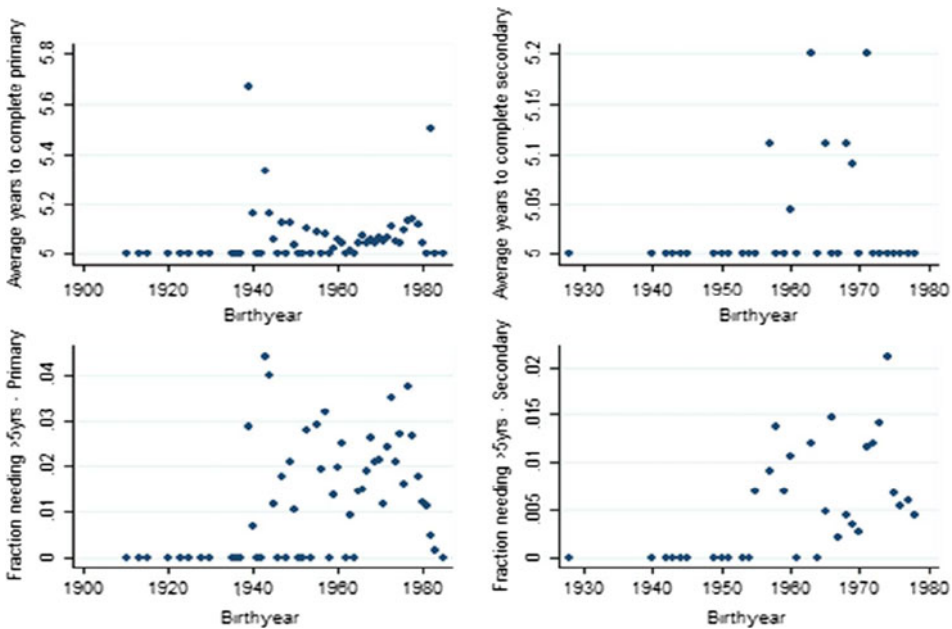 Average years to complete primary
5.8
5.6
5.4
5.2
5
1900 1920 1940 1960 1980
Birthyear
Average years to complete secondary
5.2
5.15
5.1
5.05
5
1930 1940 1950 1960 1970 1980
Birthyear
Fraction needing >5yrs - Primary
.04
.03
.02
.01
0
1900 1920 1940 1960 1980
Birthyear
Fraction needing >5yrs - Secondary
.02
.015
.01
.005
0
1930 1940 1950 1960 1970 1980
Birthyear